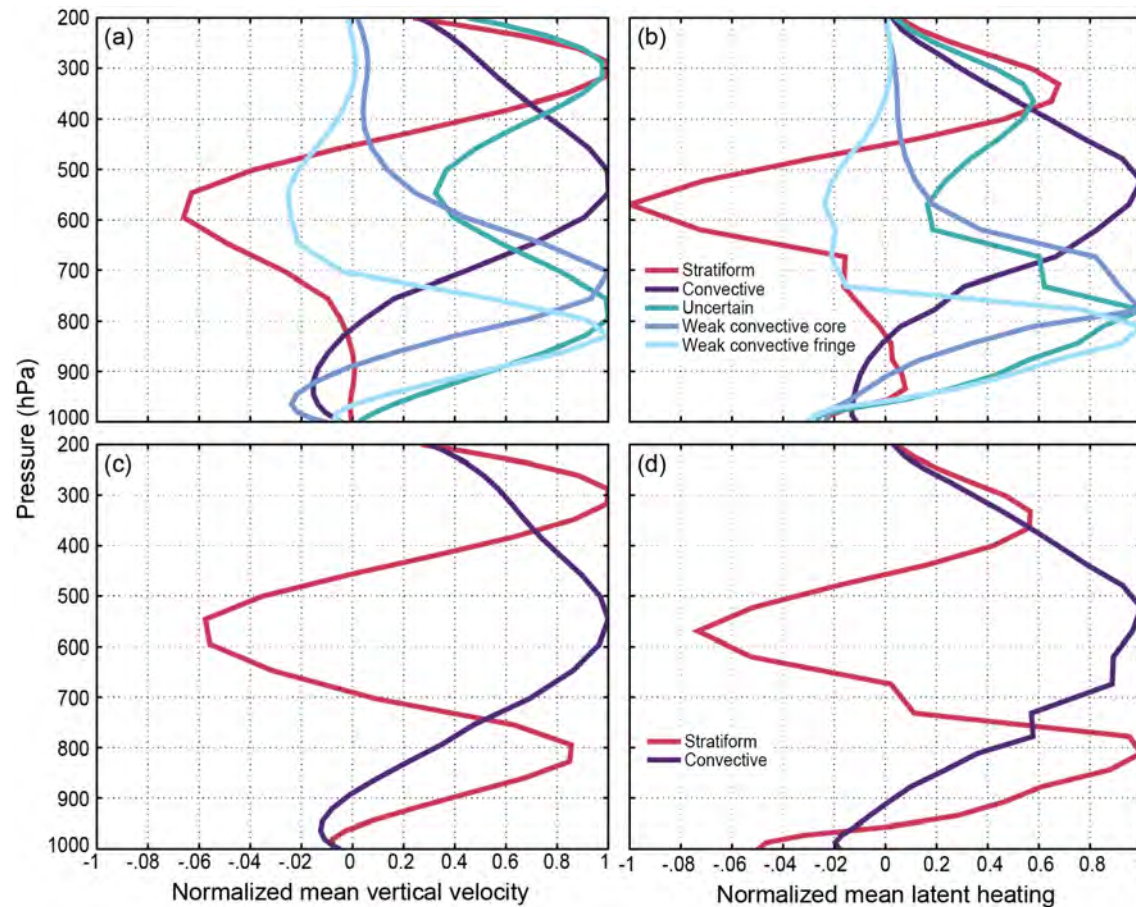 (a)
(b)
200
300
400
500
600
700
800
900
1000
Stratiform
Convective
Uncertain
Weak convective core
Weak convective fringe
Pressure (hPa)
(c)
(d)
200
300
400
500
600
700
800
900
1000
Stratiform
Convective
-1 -.08 -.06 -.04 -.02 0 0.2 0.4 0.6 0.8 1
-1 -.08 -.06 -.04 -.02 0 0.2 0.4 0.6 0.8 1
Normalized mean vertical velocity
Normalized mean latent heating